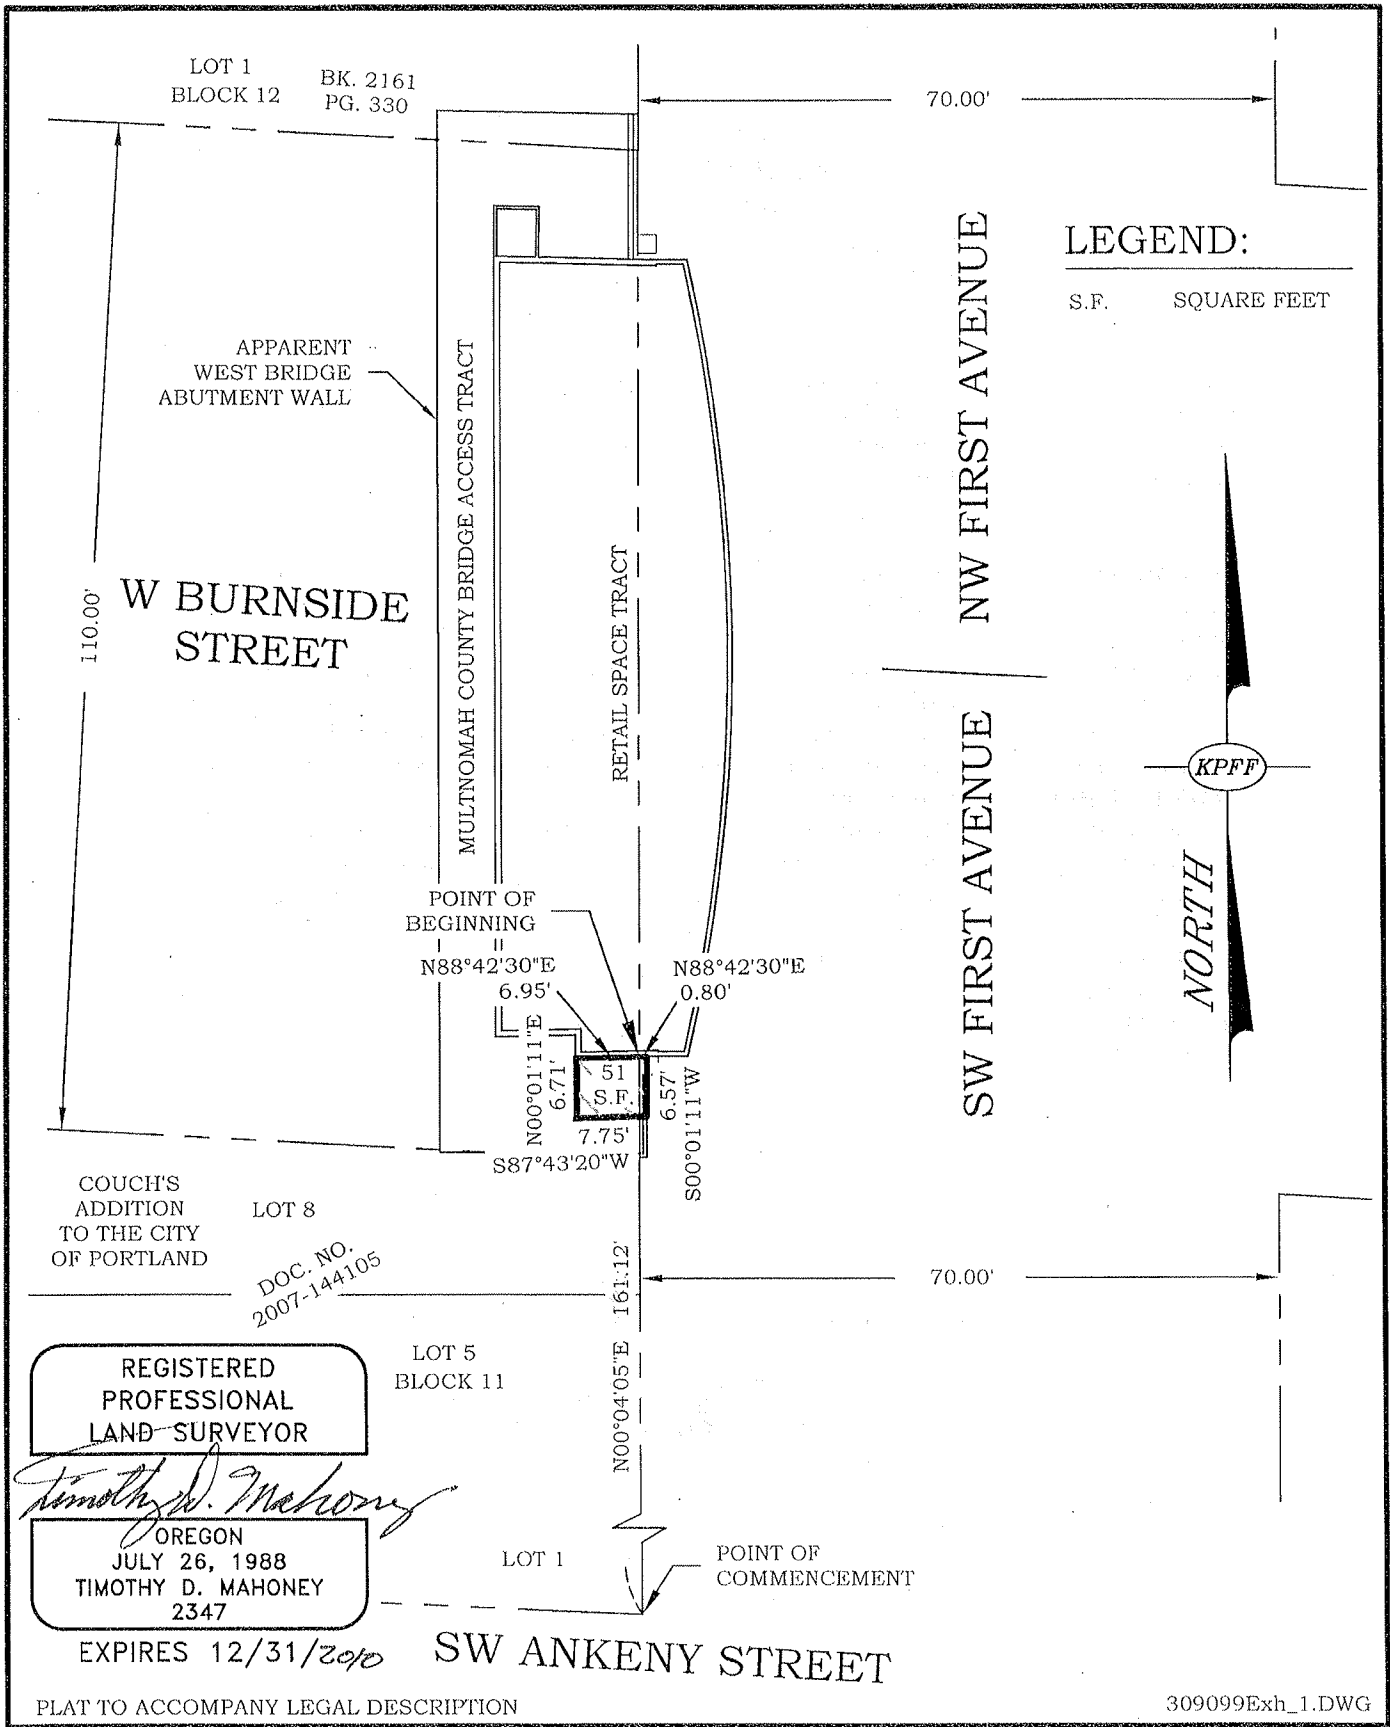 LOT 1
BLOCK 12
BK. 2161
PG. 330
70.00'
LEGEND:
S.F. SQUARE FEET
NW FIRST AVENUE
APPARENT
WEST BRIDGE
ABUTMENT WALL
MULTNOMAH COUNTY BRIDGE ACCESS TRACT
RETAIL SPACE TRACT
110.00'
W BURNSIDE
STREET
SW FIRST AVENUE
KPFF
NORTH
POINT OF
BEGINNING
N88°42'30"E
6.95'
N88°42'30"E
0.80'
N00°01'11"E
6.71'
51
S.F.
6.57'
S00°01'11"W
7.75'
S87°43'20"W
COUCH'S
ADDITION
TO THE CITY
OF PORTLAND
LOT 8
DOC. NO.
2007-144105
N00°04'05"E 161.12'
70.00'
LOT 5
BLOCK 11
REGISTERED
PROFESSIONAL
LAND SURVEYOR
Timothy D. Mahoney
OREGON
JULY 26, 1988
TIMOTHY D. MAHONEY
2347
EXPIRES 12/31/2010
LOT 1
POINT OF
COMMENCEMENT
SW ANKENY STREET
PLAT TO ACCOMPANY LEGAL DESCRIPTION
309099Exh_1.DWG